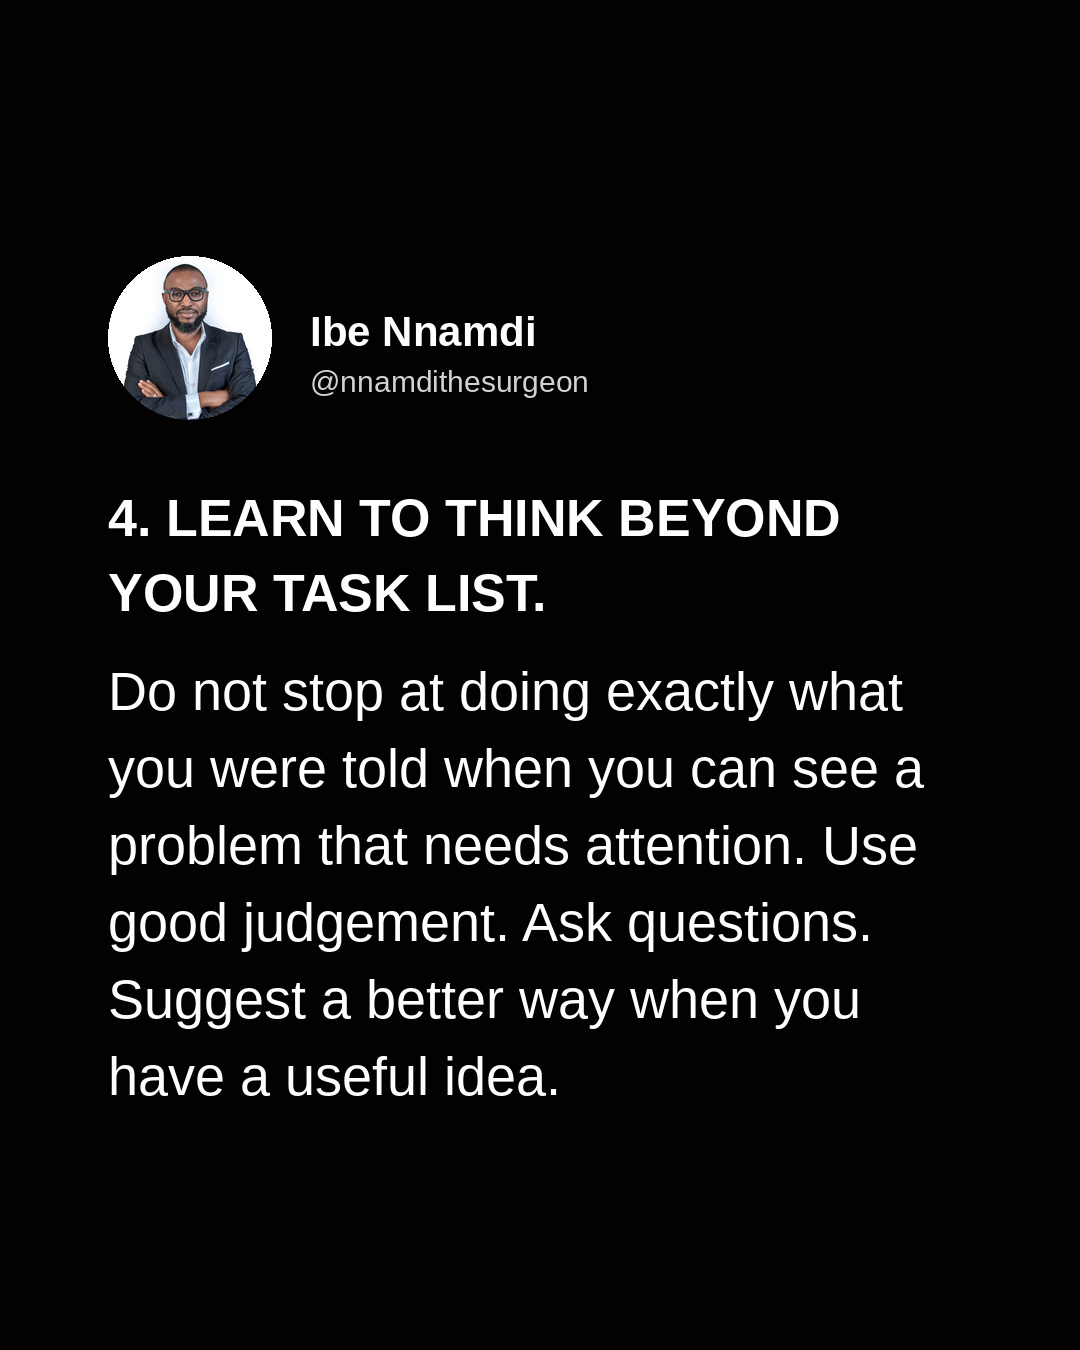 Ibe Nnamdi
@nnamdithesurgeon
4. LEARN TO THINK BEYOND
YOUR TASK LIST.
Do not stop at doing exactly what
you were told when you can see a
problem that needs attention. Use
good judgement. Ask questions.
Suggest a better way when you
have a useful idea.